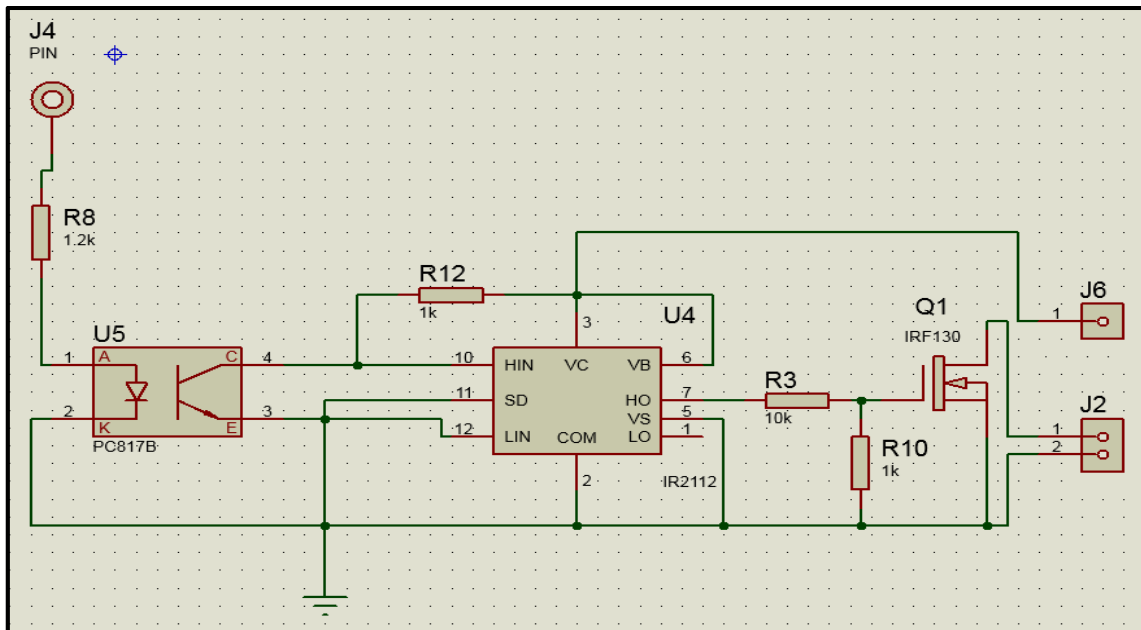 J4
PIN
R8
1.2k
R12
1k
U5
1
A
C
4
2
K
E
3
PC817B
U4
3
10
HIN
VC
VB
6
11
SD
HO
7
VS
5
12
LIN
COM
LO
1
2
IR2112
R3
10k
R10
1k
Q1
IRF130
J6
1
J2
1
2